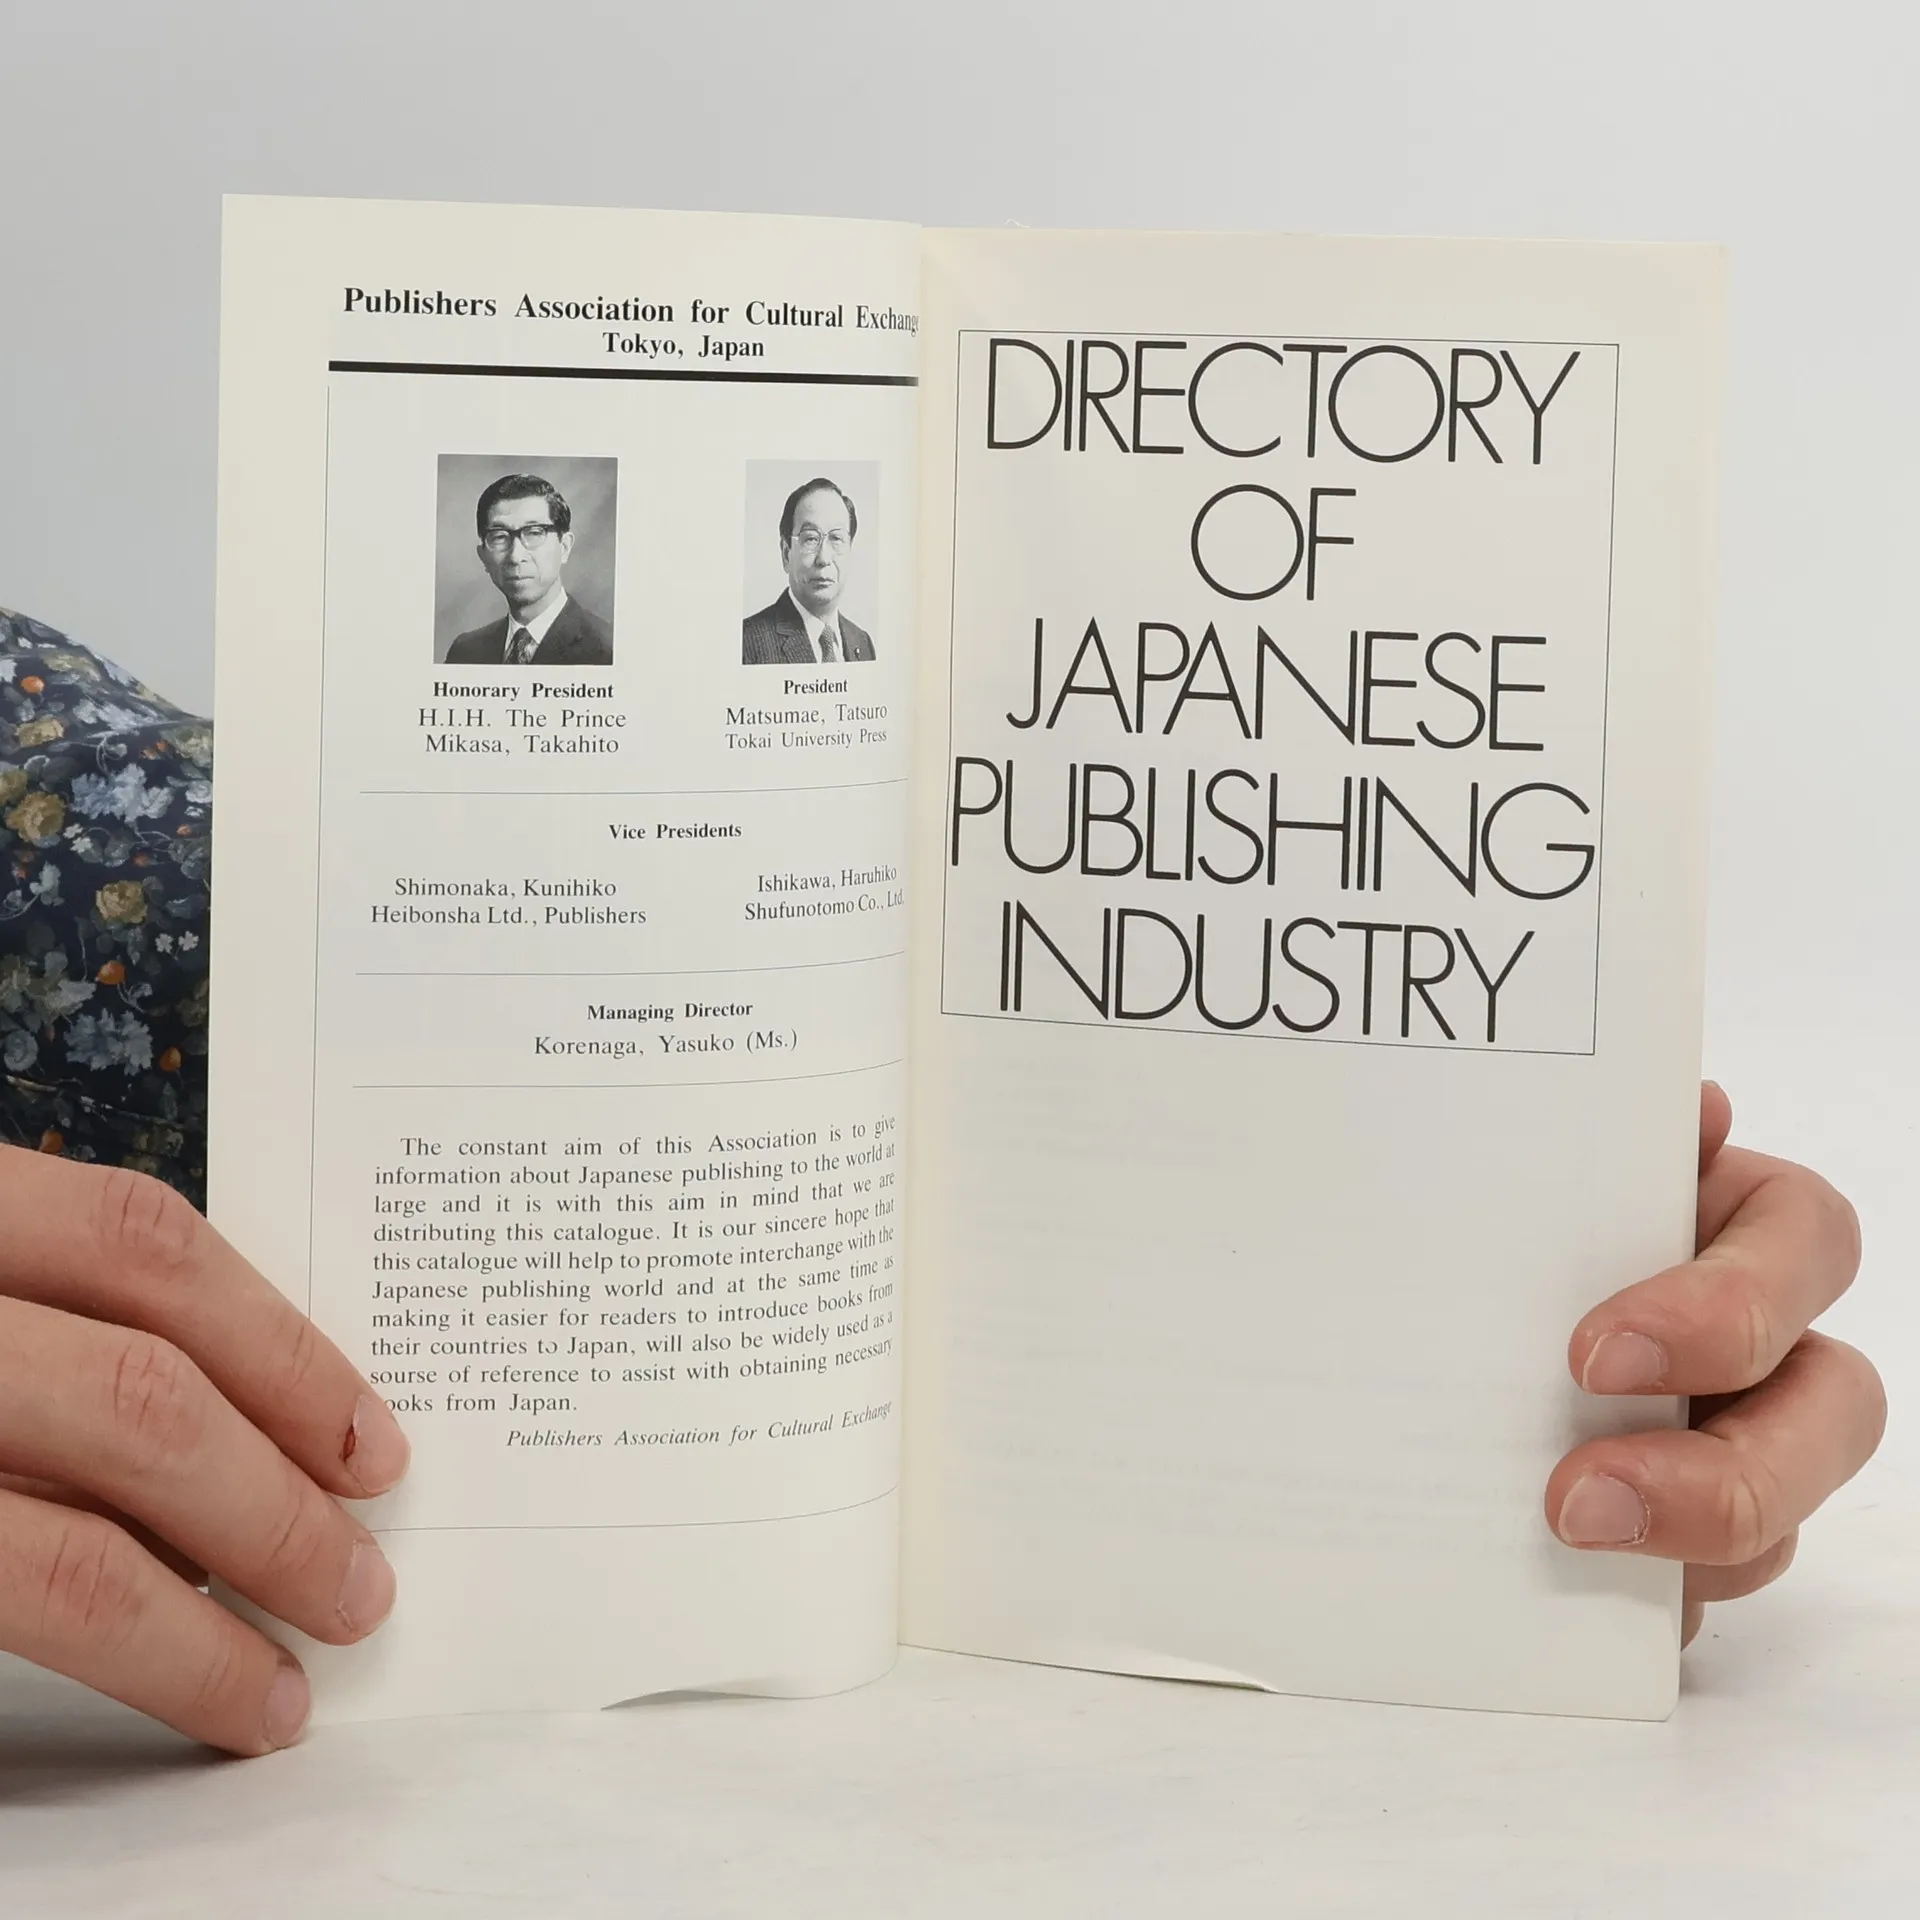 Publishers Association for Cultural Exchange
Tokyo, Japan
Honorary President
H.I.H. The Prince
Mikasa, Takahito
President
Matsumae, Tatsuro
Tokai University Press
Vice Presidents
Shimonaka, Kunihiko
Heibonsha Ltd., Publishers
Ishikawa, Haruhiko
Shufunotomo Co., Ltd.
Managing Director
Korenaga, Yasuko (Ms.)
The constant aim of this Association is to give
information about Japanese publishing to the world at
large and it is with this aim in mind that we are
distributing this catalogue. It is our sincere hope that
this catalogue will help to promote interchange with the
Japanese publishing world and at the same time as
making it easier for readers to introduce books from
their countries to Japan, will also be widely used as a
sourse of reference to assist with obtaining necessary
ooks from Japan.
Publishers Association for Cultural Exchange
DIRECTORY
OF
JAPANESE
PUBLISHING
INDUSTRY